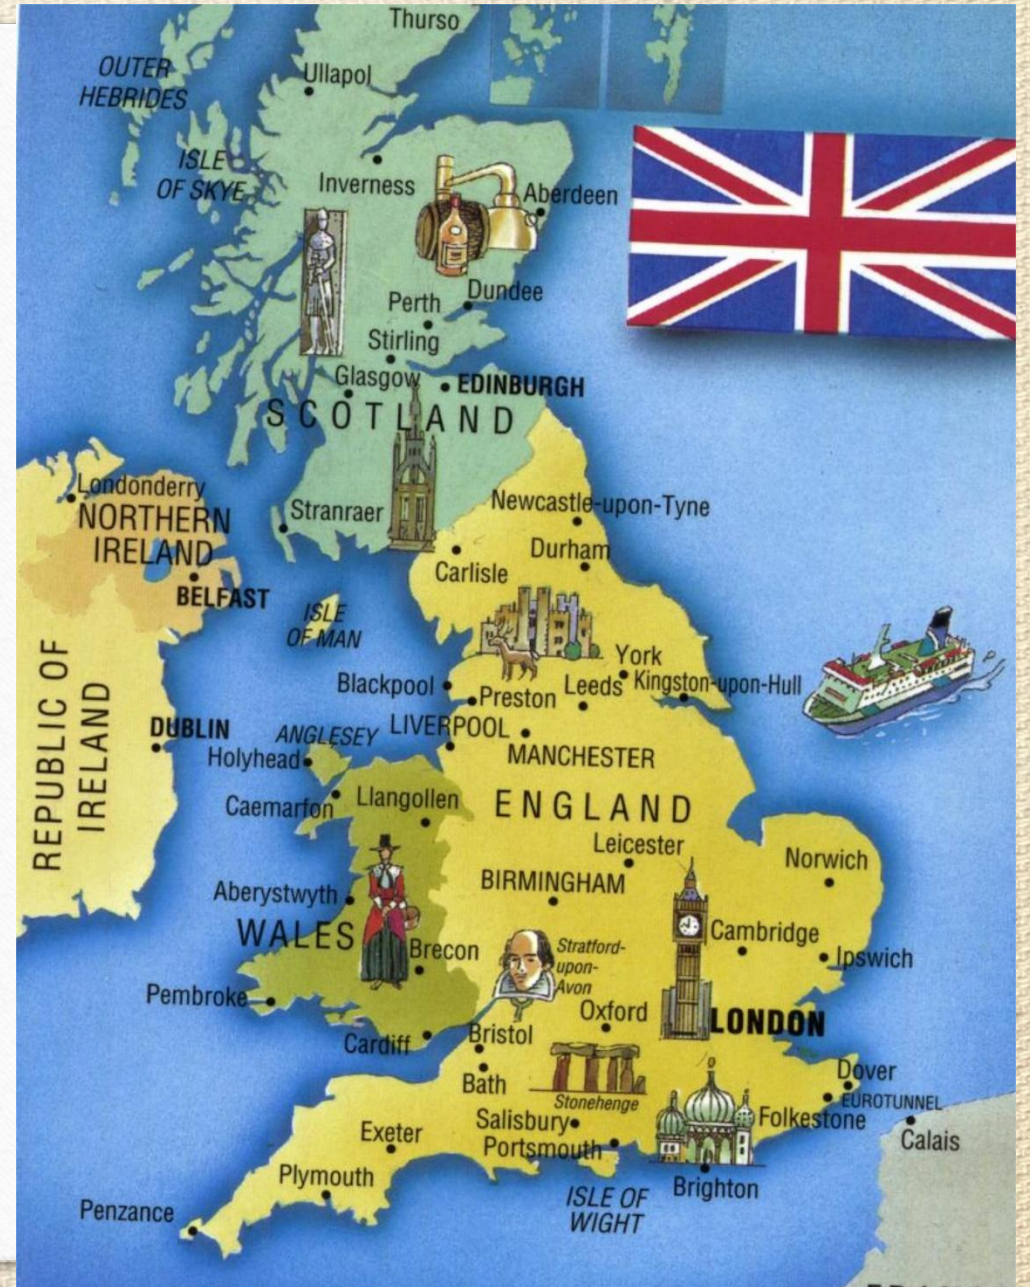 Thurso
OUTER
HEBRIDES
Ullapol
ISLE
OF SKYE
Inverness
Aberdeen
Dundee
Perth
Stirling
Glasgow
EDINBURGH
SCOTLAND
Londonderry
NORTHERN
IRELAND
BELFAST
Stranraer
Newcastle-upon-Tyne
Durham
Carlisle
ISLE
OF MAN
REPUBLIC OF
IRELAND
York
Blackpool
Preston
Leeds
Kingston-upon-Hull
DUBLIN
ANGLESEY
LIVERPOOL
Holyhead
MANCHESTER
Caemarfon
Llangollen
ENGLAND
Leicester
Norwich
BIRMINGHAM
Aberystwyth
WALES
Brecon
Stratford-
upon-
Avon
Cambridge
Ipswich
Pembroke
Oxford
LONDON
Cardiff
Bristol
Bath
Stonehenge
Dover
EUROTUNNEL
Folkestone
Calais
Salisbury
Portsmouth
Exeter
Plymouth
Brighton
ISLE OF
WIGHT
Penzance